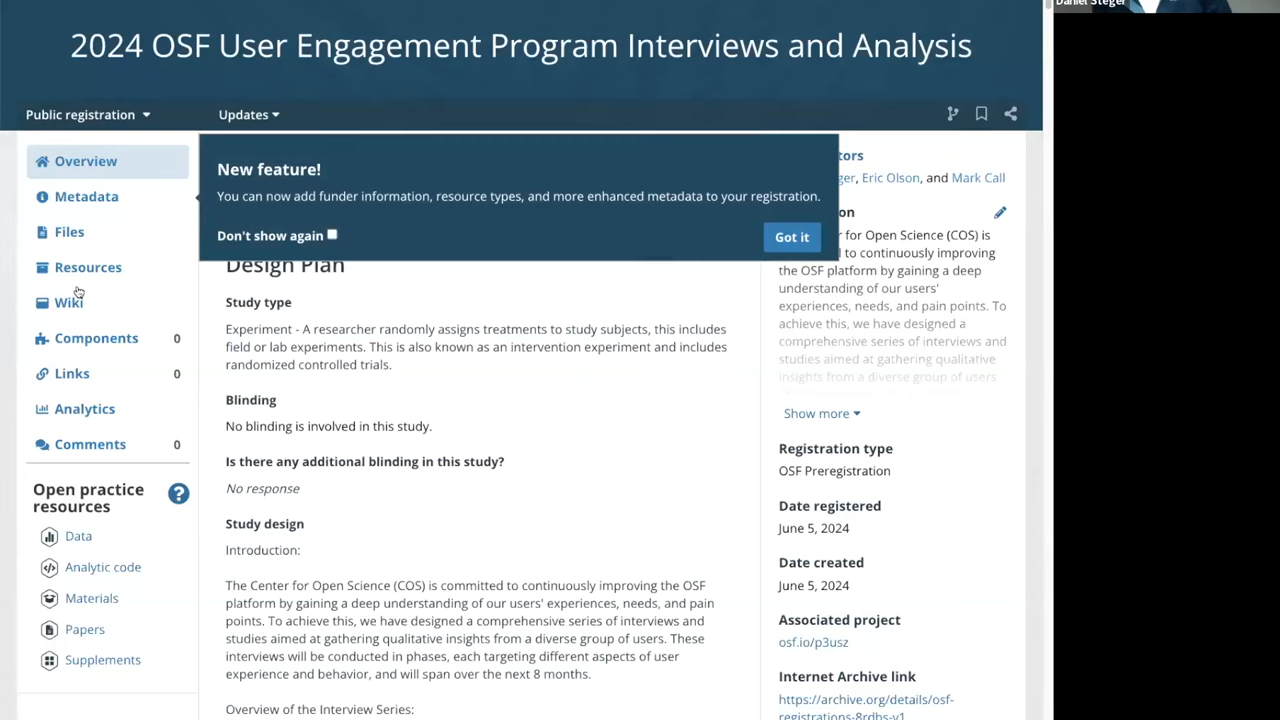 Daniel Steger
2024 OSF User Engagement Program Interviews and Analysis
Public registration
Updates
Overview
Metadata
Files
Resources
Wiki
Components 0
Links 0
Analytics
Comments 0
Open practice
resources
Data
Analytic code
Materials
Papers
Supplements
New feature!
You can now add funder information, resource types, and more enhanced metadata to your registration.
Don't show again
Got it
Design Plan
Study type
Experiment - A researcher randomly assigns treatments to study subjects, this includes
field or lab experiments. This is also known as an intervention experiment and includes
randomized controlled trials.
Blinding
No blinding is involved in this study.
Is there any additional blinding in this study?
No response
Study design
Introduction:
The Center for Open Science (COS) is committed to continuously improving the OSF
platform by gaining a deep understanding of our users' experiences, needs, and pain
points. To achieve this, we have designed a comprehensive series of interviews and
studies aimed at gathering qualitative insights from a diverse group of users. These
interviews will be conducted in phases, each targeting different aspects of user
experience and behavior, and will span over the next 8 months.
Overview of the Interview Series:
tors
ger, Eric Olson, and Mark Call
on
for Open Science (COS) is
to continuously improving
the OSF platform by gaining a deep
understanding of our users'
experiences, needs, and pain points. To
achieve this, we have designed a
comprehensive series of interviews and
studies aimed at gathering qualitative
insights from a diverse group of users
Show more
Registration type
OSF Preregistration
Date registered
June 5, 2024
Date created
June 5, 2024
Associated project
osf.io/p3usz
Internet Archive link
https://archive.org/details/osf-
registrations-8rdbs-v1